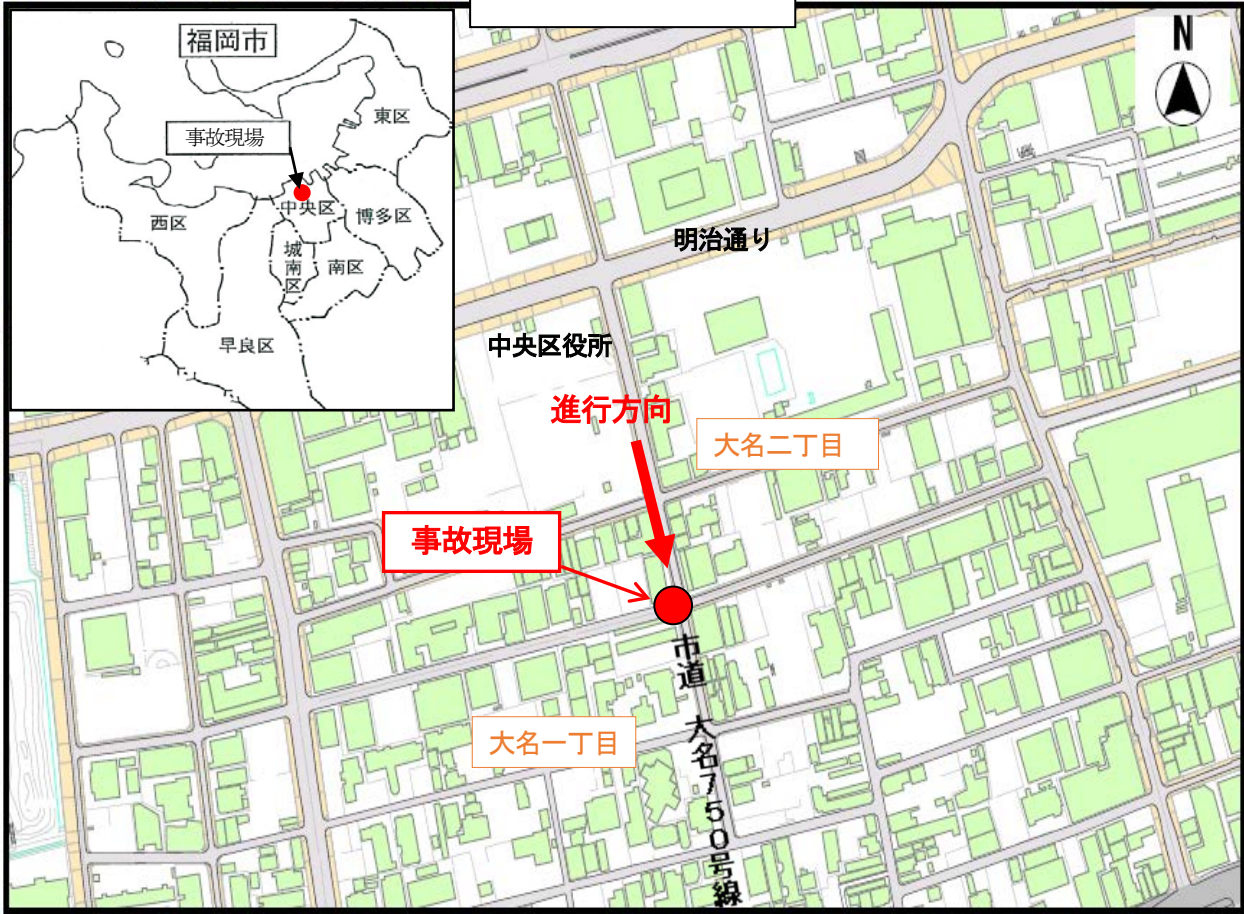 福岡市
東区
事故現場
中央区
博多区
西区
城南区
南区
早良区
N
明治通り
中央区役所
進行方向
大名二丁目
事故現場
市道 大名750号線
大名一丁目